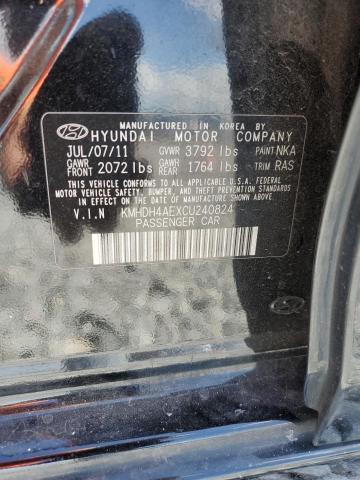 MANUFACTURED IN KOREA BY
HYUNDAI MOTOR COMPANY
JUL/07/11 GVWR 3792 lbs PAINT NKA
GAWR FRONT 2072 lbs GAWR REAR 1764 lbs TRIM RAS
THIS VEHICLE CONFORMS TO ALL APPLICABLE U.S.A. FEDERAL
MOTOR VEHICLE SAFETY, BUMPER, AND THEFT PREVENTION
STANDARDS IN EFFECT ON THE DATE OF MANUFACTURE SHOWN ABOVE.
V.I.N KMHDH4AEXCU240824
PASSENGER CAR